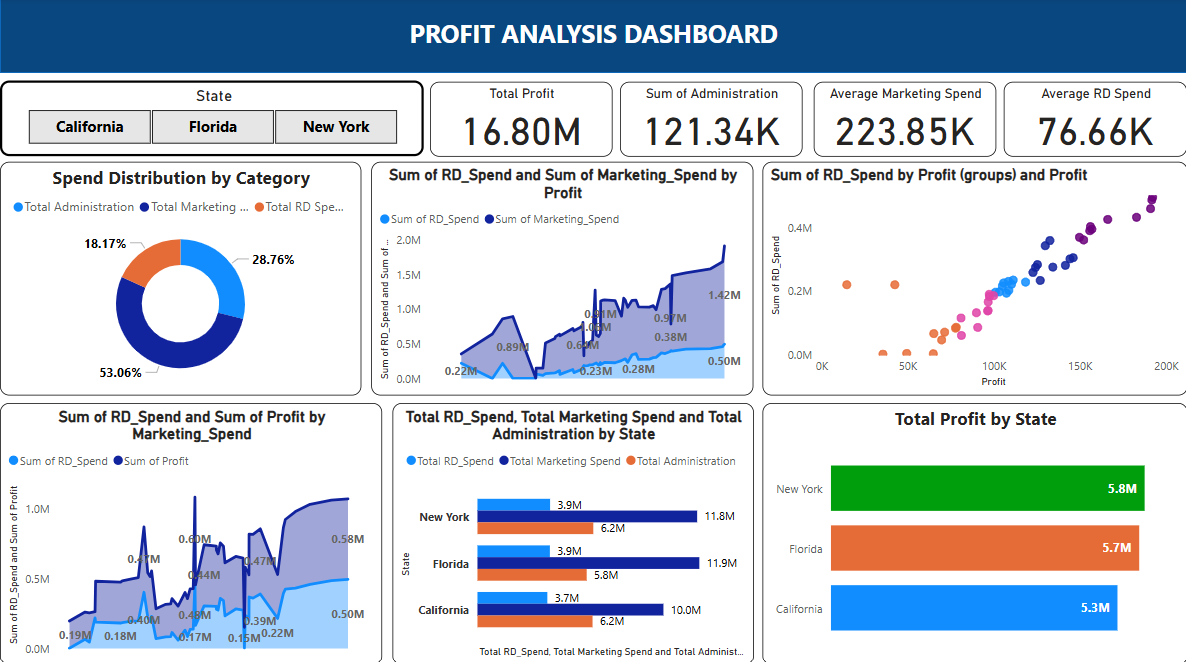 PROFIT ANALYSIS DASHBOARD
State
California Florida New York
Total Profit
16.80M
Sum of Administration
121.34K
Average Marketing Spend
223.85K
Average RD Spend
76.66K
Spend Distribution by Category
Total Administration Total Marketing ... Total RD Spe...
18.17%
28.76%
53.06%
Sum of RD_Spend and Sum of Marketing_Spend by
Profit
Sum of RD_Spend Sum of Marketing_Spend
Sum of RD_Spend and Sum of ...
2.0M
1.5M
1.0M
0.5M
0.0M
0.22M
0.89M
0.91M
0.23M
0.28M
0.97M
0.38M
1.42M
0.50M
Sum of RD_Spend by Profit (groups) and Profit
Sum of RD_Spend
0.4M
0.2M
0.0M
0K 50K 100K 150K 200K
Profit
Sum of RD_Spend and Sum of Profit by
Marketing_Spend
Sum of RD_Spend Sum of Profit
Sum of RD_Spend and Sum of Profit
1.0M
0.5M
0.0M
0.19M
0.18M
0.40M
0.17M
0.44M
0.60M
0.47M
0.39M
0.22M
0.58M
0.50M
Total RD_Spend, Total Marketing Spend and Total
Administration by State
Total RD_Spend Total Marketing Spend Total Administration
State
New York
3.9M
11.8M
6.2M
Florida
3.9M
11.9M
5.8M
California
3.7M
10.0M
6.2M
Total RD_Spend, Total Marketing Spend and Total Administ...
Total Profit by State
New York 5.8M
Florida 5.7M
California 5.3M